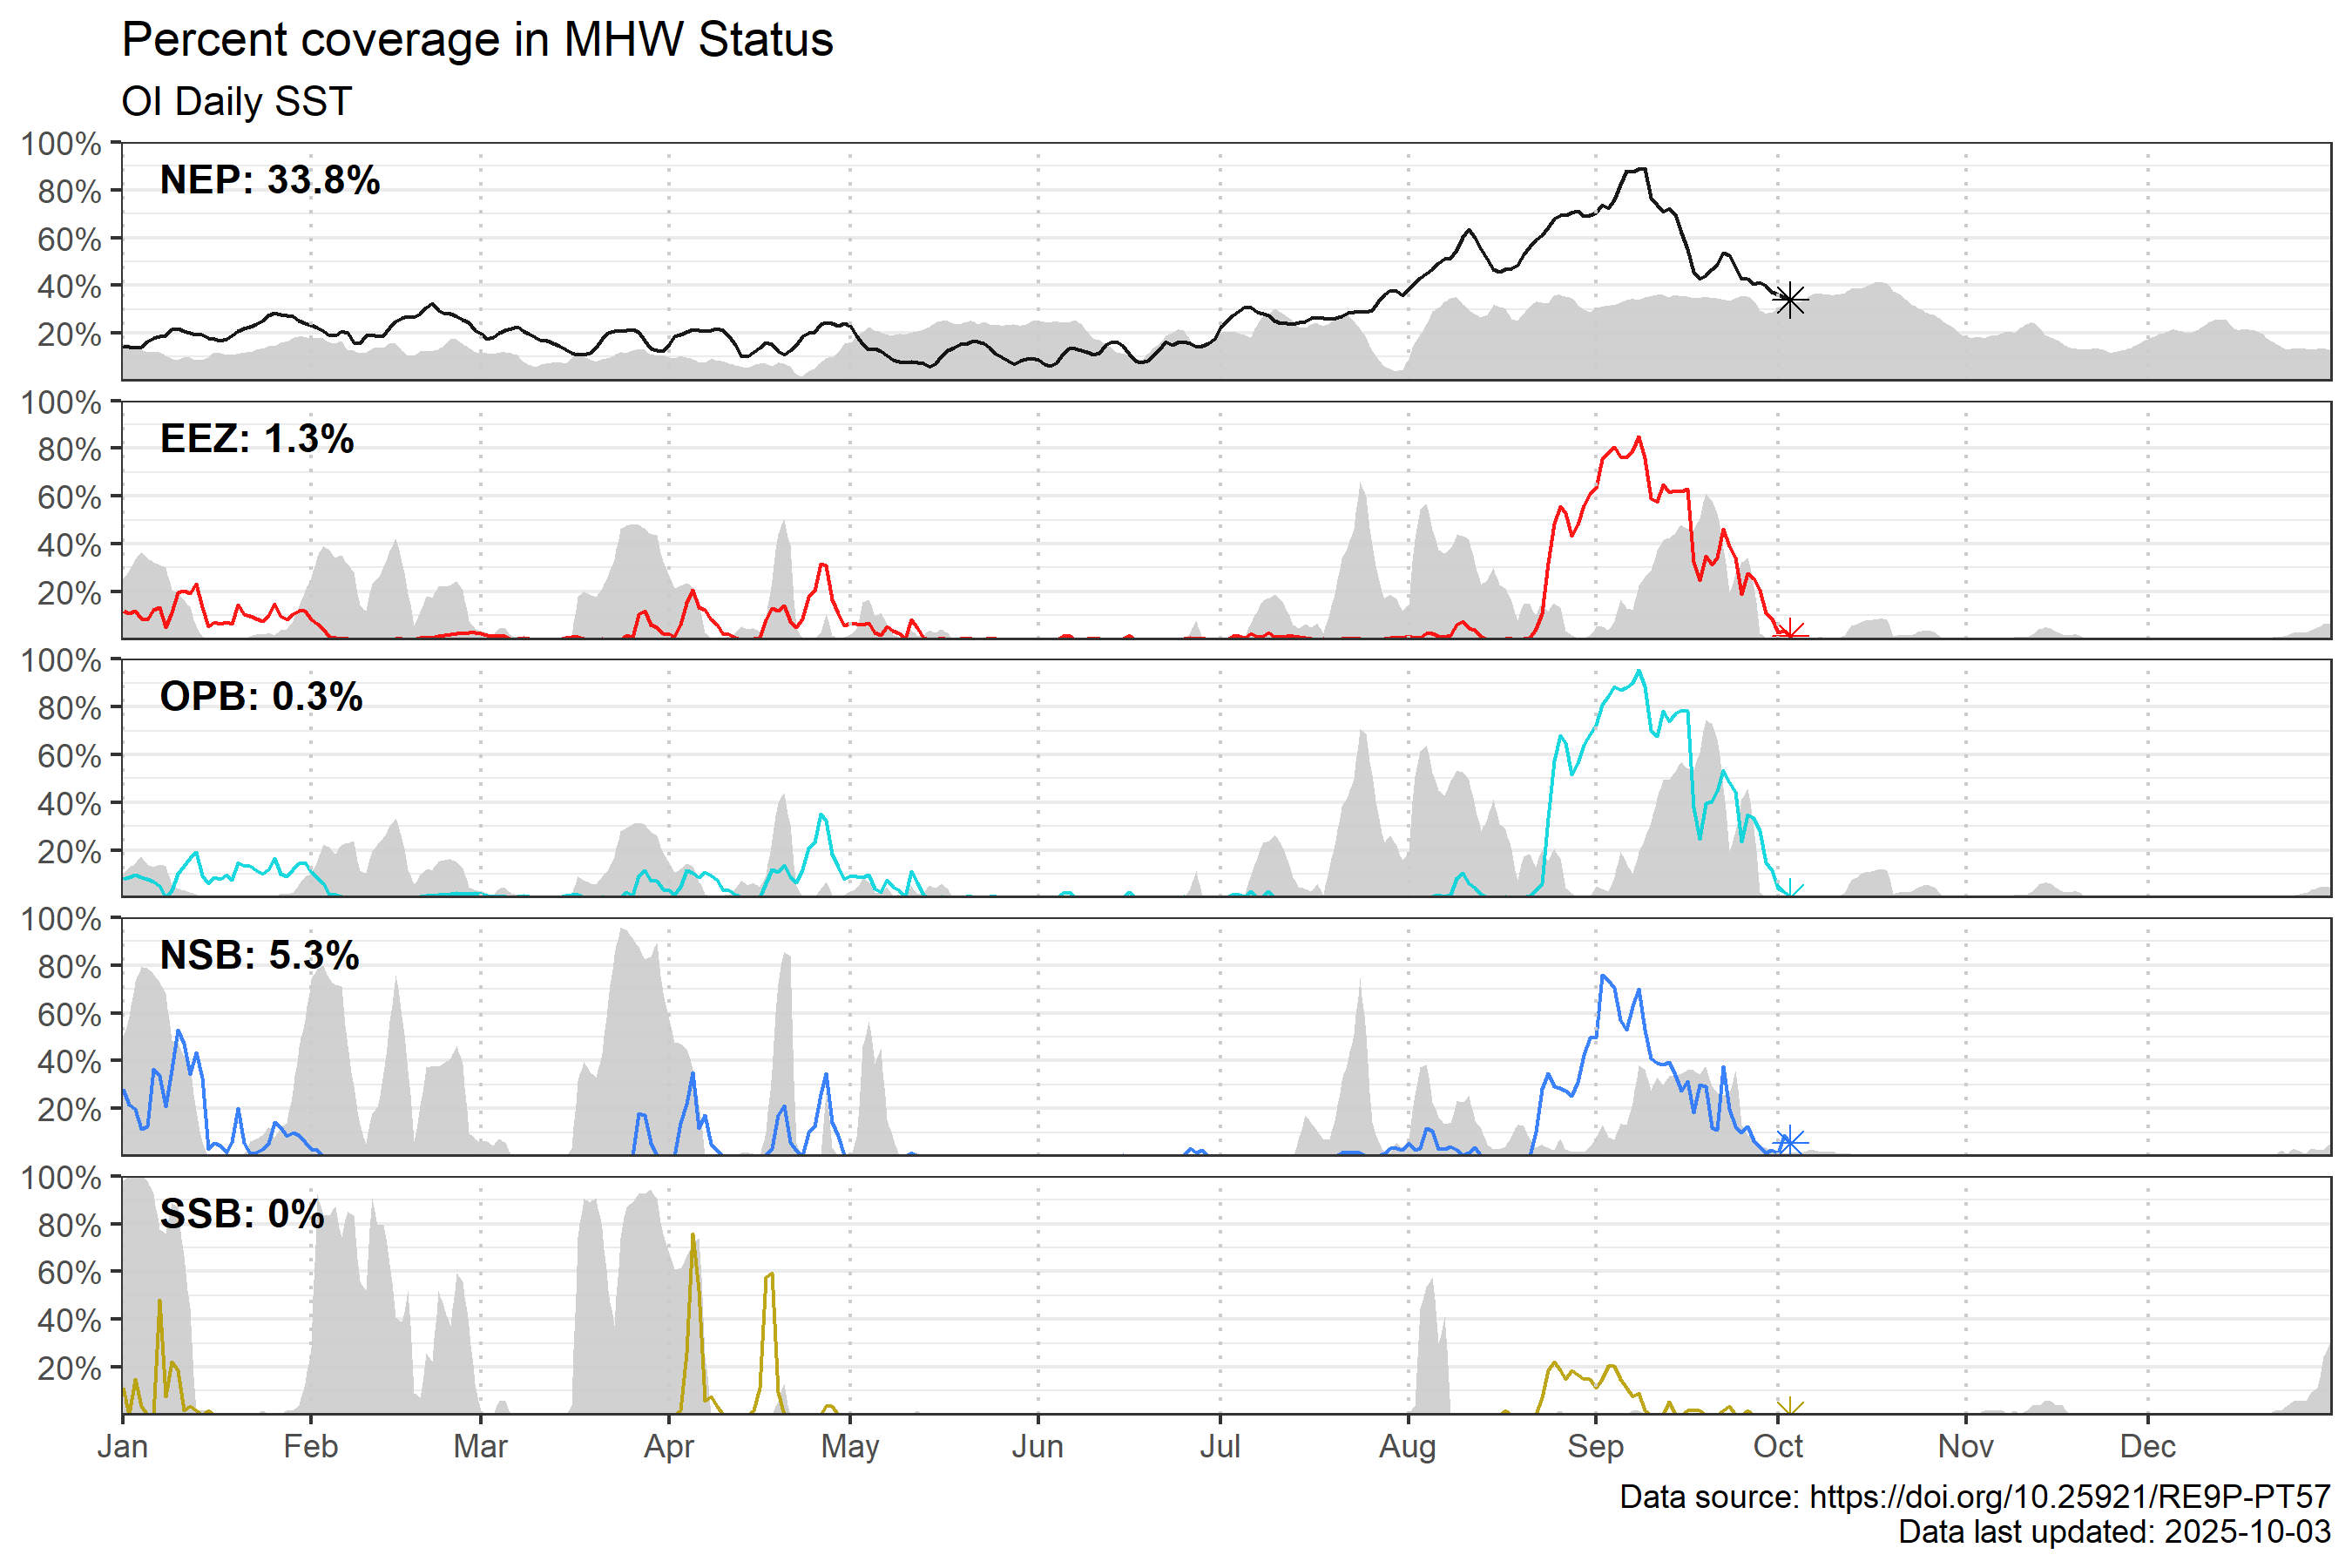 Percent coverage in MHW Status
OI Daily SST
100%
80%
60%
40%
20%
NEP: 33.8%
100%
80%
60%
40%
20%
EEZ: 1.3%
100%
80%
60%
40%
20%
OPB: 0.3%
100%
80%
60%
40%
20%
NSB: 5.3%
100%
80%
60%
40%
20%
SSB: 0%
Jan Feb Mar Apr May Jun Jul Aug Sep Oct Nov Dec
Data source: https://doi.org/10.25921/RE9P-PT57
Data last updated: 2025-10-03